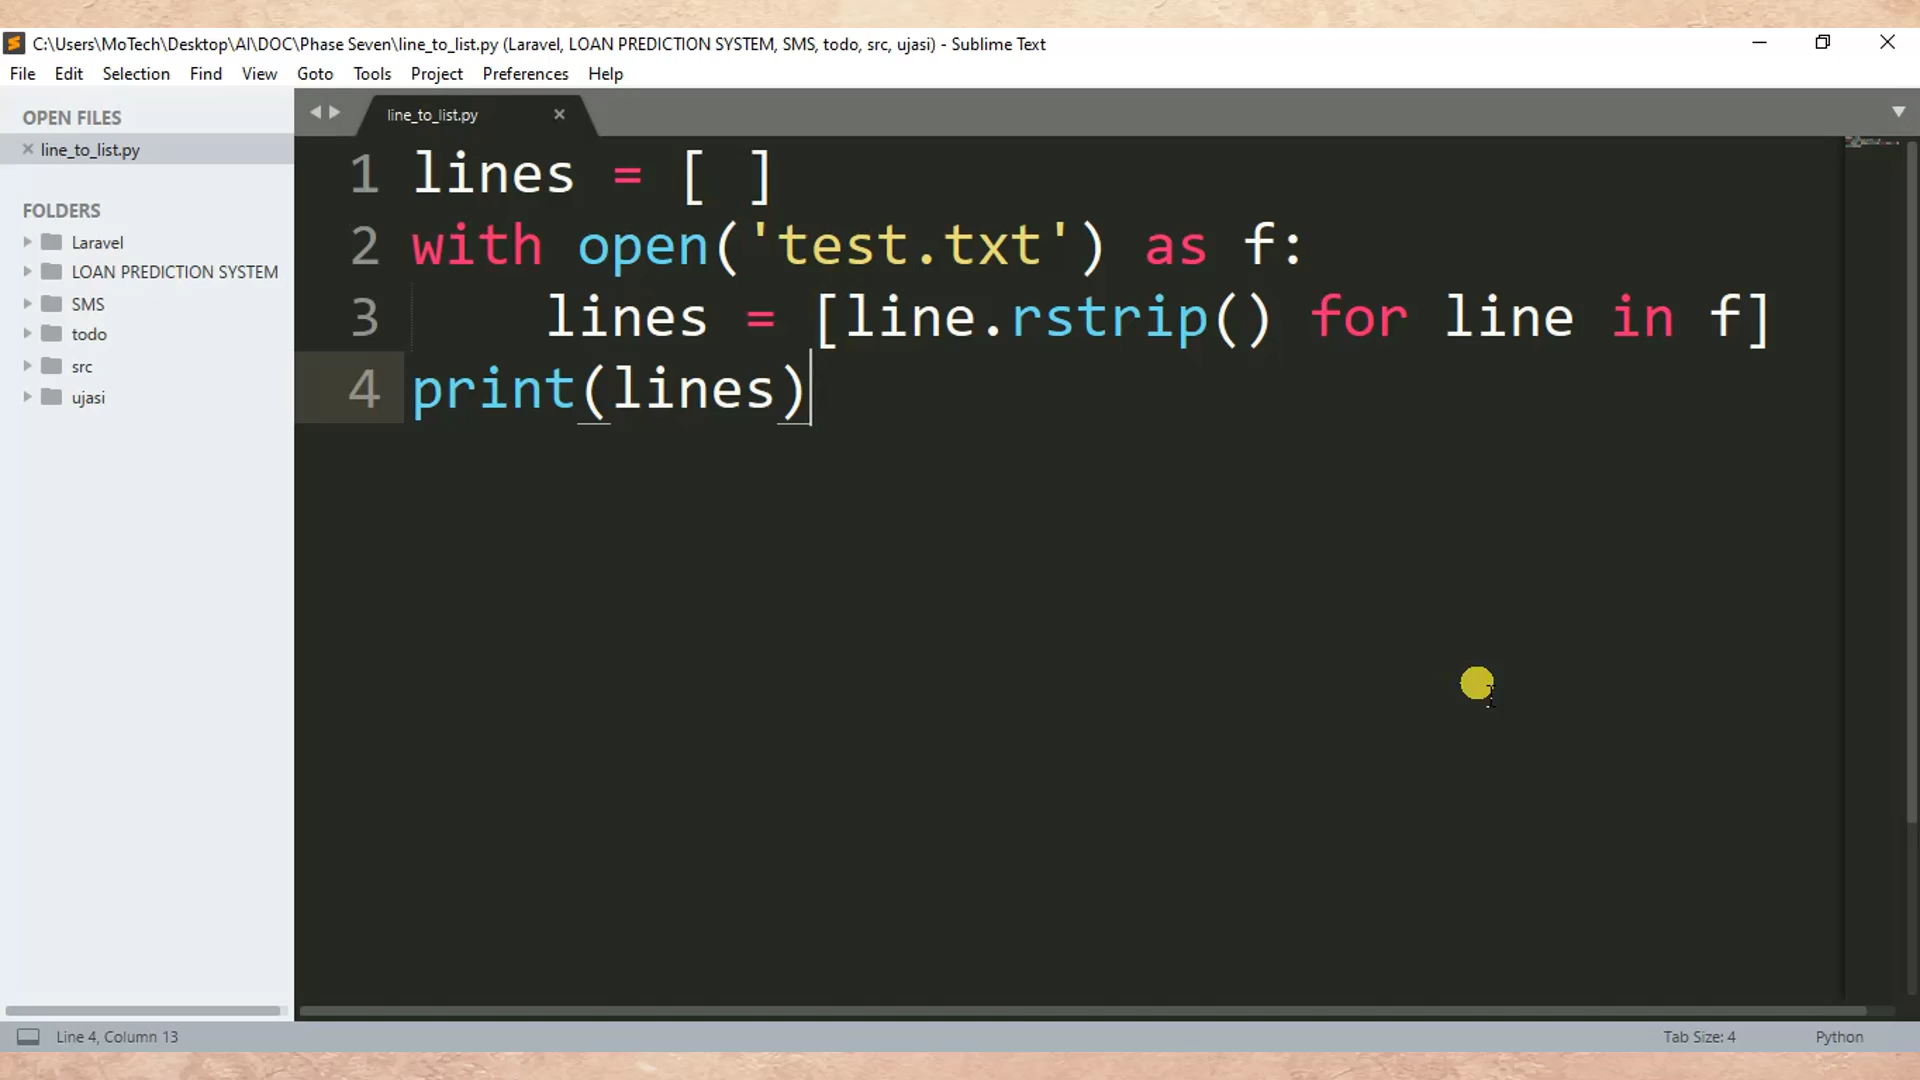 C:\Users\MoTech\Desktop\AI\DOC\Phase Seven\line_to_list.py (Laravel, LOAN PREDICTION SYSTEM, SMS, todo, src, ujasi) - Sublime Text
File Edit Selection Find View Goto Tools Project Preferences Help
OPEN FILES
line_to_list.py
FOLDERS
Laravel
LOAN PREDICTION SYSTEM
SMS
todo
src
ujasi
line_to_list.py
1 lines = [ ]
2 with open('test.txt') as f:
3     lines = [line.rstrip() for line in f]
4 print(lines)
Line 4, Column 13
Tab Size: 4
Python